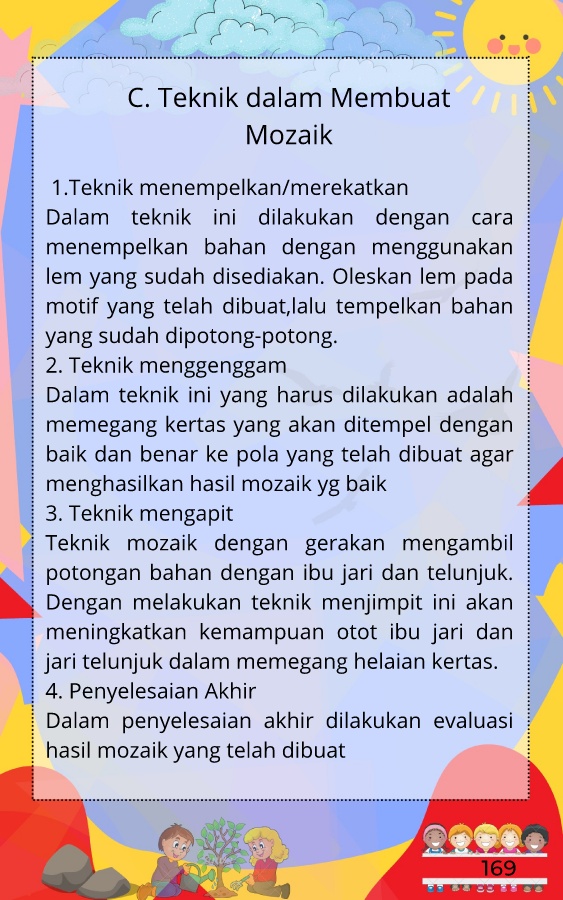 C. Teknik dalam Membuat
Mozaik
1.Teknik menempelkan/merekatkan
Dalam teknik ini dilakukan dengan cara
menempelkan bahan dengan menggunakan
lem yang sudah disediakan. Oleskan lem pada
motif yang telah dibuat,lalu tempelkan bahan
yang sudah dipotong-potong.
2. Teknik menggenggam
Dalam teknik ini yang harus dilakukan adalah
memegang kertas yang akan ditempel dengan
baik dan benar ke pola yang telah dibuat agar
menghasilkan hasil mozaik yg baik
3. Teknik mengapit
Teknik mozaik dengan gerakan mengambil
potongan bahan dengan ibu jari dan telunjuk.
Dengan melakukan teknik menjimpit ini akan
meningkatkan kemampuan otot ibu jari dan
jari telunjuk dalam memegang helaian kertas.
4. Penyelesaian Akhir
Dalam penyelesaian akhir dilakukan evaluasi
hasil mozaik yang telah dibuat
169